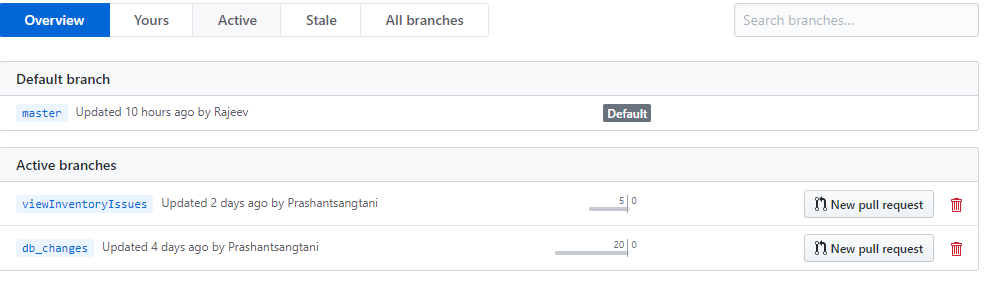 Overview Yours Active Stale All branches Search branches...
Default branch
master Updated 10 hours ago by Rajeev Default
Active branches
viewInventoryIssues Updated 2 days ago by Prashantsangtani 5 0 New pull request
db_changes Updated 4 days ago by Prashantsangtani 20 0 New pull request